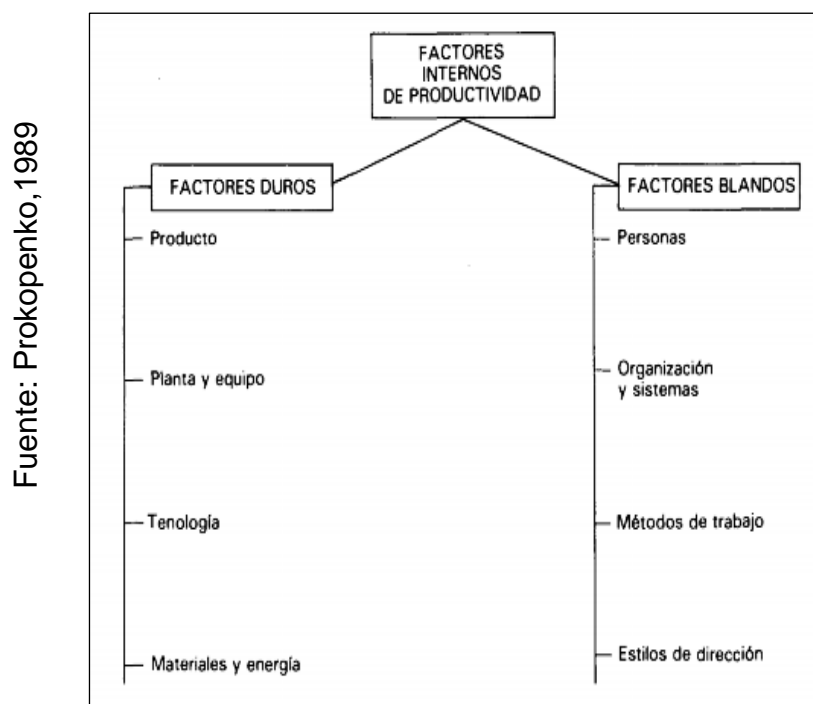 Fuente: Prokopenko,1989
FACTORES
INTERNOS
DE PRODUCTIVIDAD
FACTORES DUROS
Producto
Planta y equipo
Tenología
Materiales y energía
FACTORES BLANDOS
Personas
Organización
y sistemas
Métodos de trabajo
Estilos de dirección